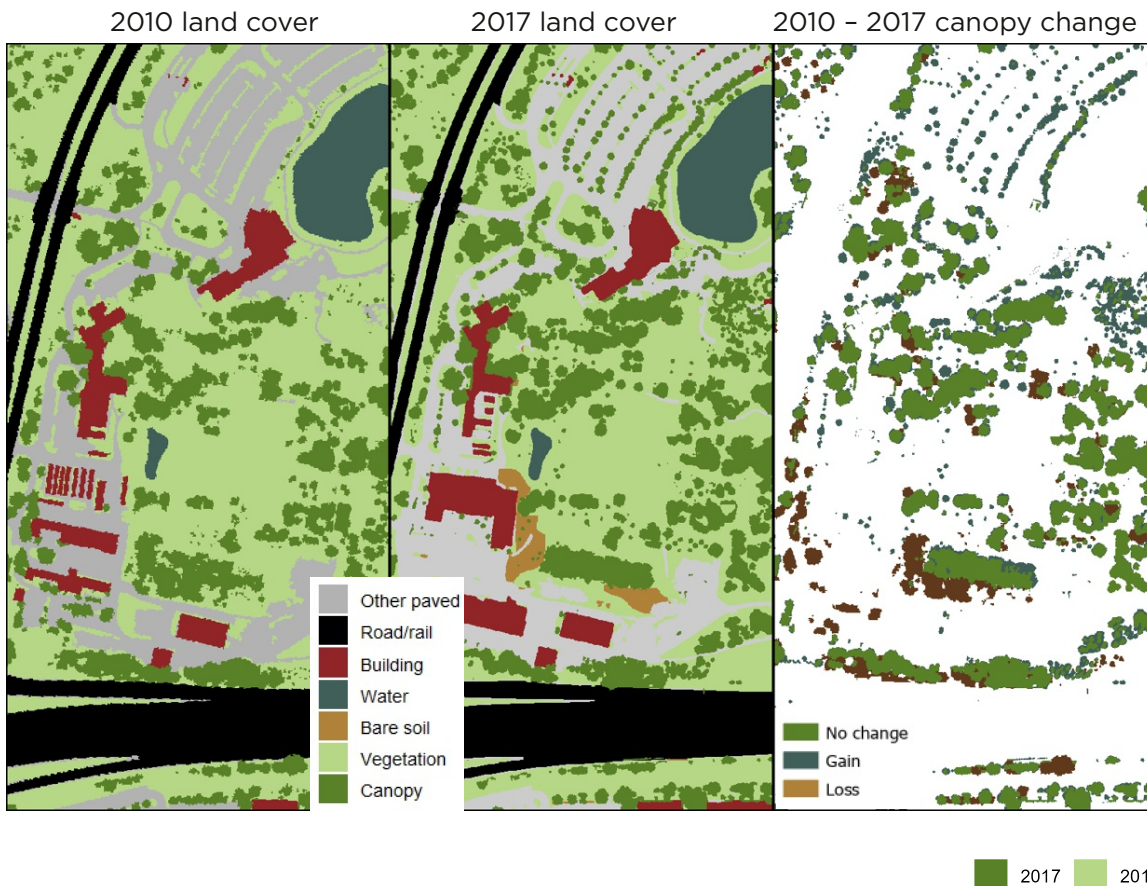 2010 land cover
2017 land cover
2010 – 2017 canopy change
Other paved
Road/rail
Building
Water
Bare soil
Vegetation
Canopy
No change
Gain
Loss
2017